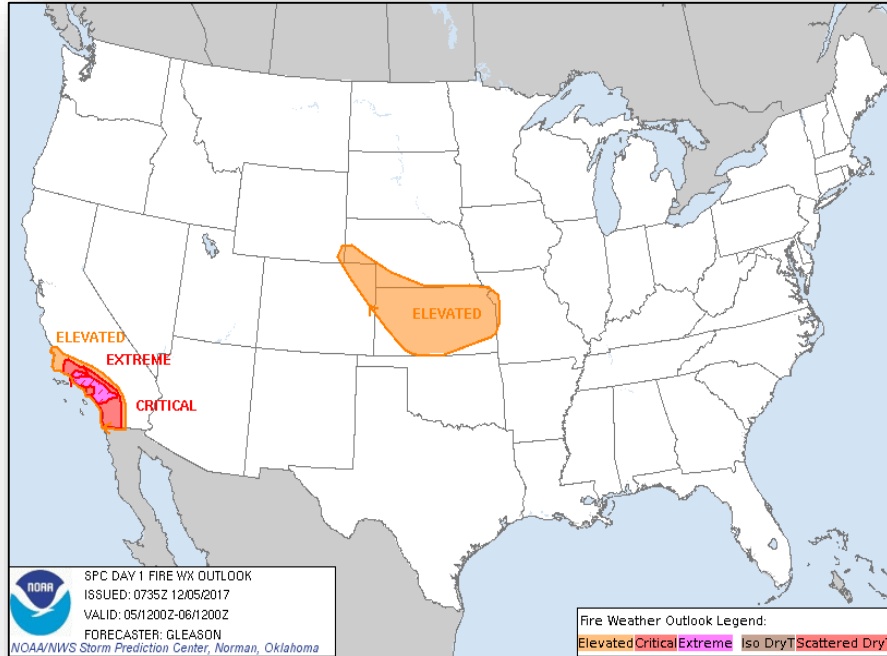 ELEVATED
EXTREME
CRITICAL
ELEVATED
NOAA
SPC DAY 1 FIRE WX OUTLOOK
ISSUED: 0735Z 12/05/2017
VALID: 05/1200Z-06/1200Z
FORECASTER: GLEASON
NOAA/NWS Storm Prediction Center, Norman, Oklahoma
Fire Weather Outlook Legend:
Elevated Critical Extreme Iso DryT Scattered DryT